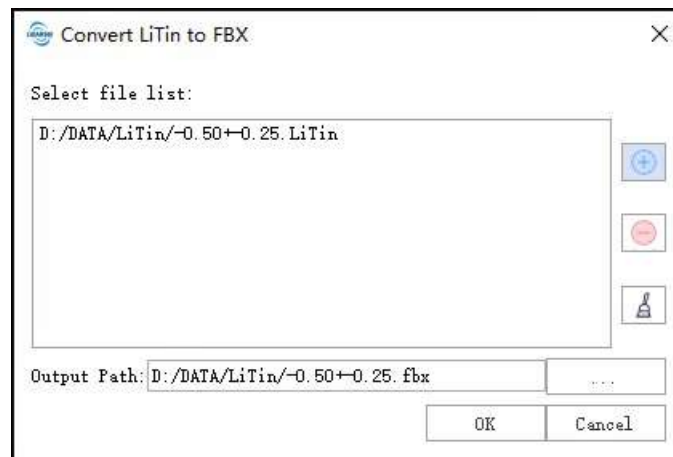 Convert LiTin to FBX
Select file list:
D:/DATA/LiTin/-0.50+-0.25.LiTin
Output Path: D:/DATA/LiTin/-0.50+-0.25.fbx ...
OK Cancel